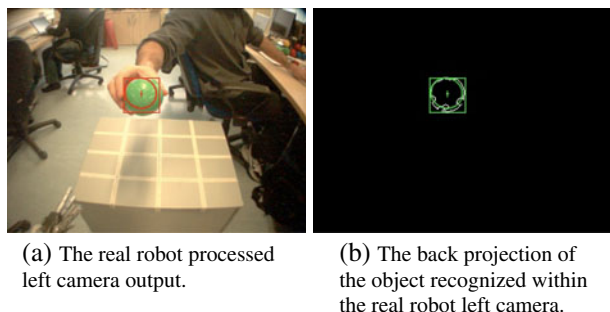 (a) The real robot processed
left camera output.
(b) The back projection of
the object recognized within
the real robot left camera.